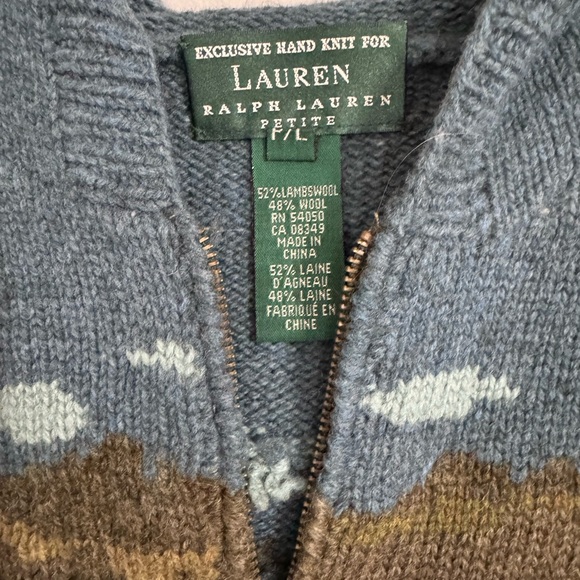 EXCLUSIVE HAND KNIT FOR
LAUREN
RALPH LAUREN
PETITE
P/L
52% LAMBSWOOL
48% WOOL
RN 54050
CA 08349
MADE IN
CHINA
52% LAINE
D'AGNEAU
48% LAINE
FABRIQUÉ EN
CHINE